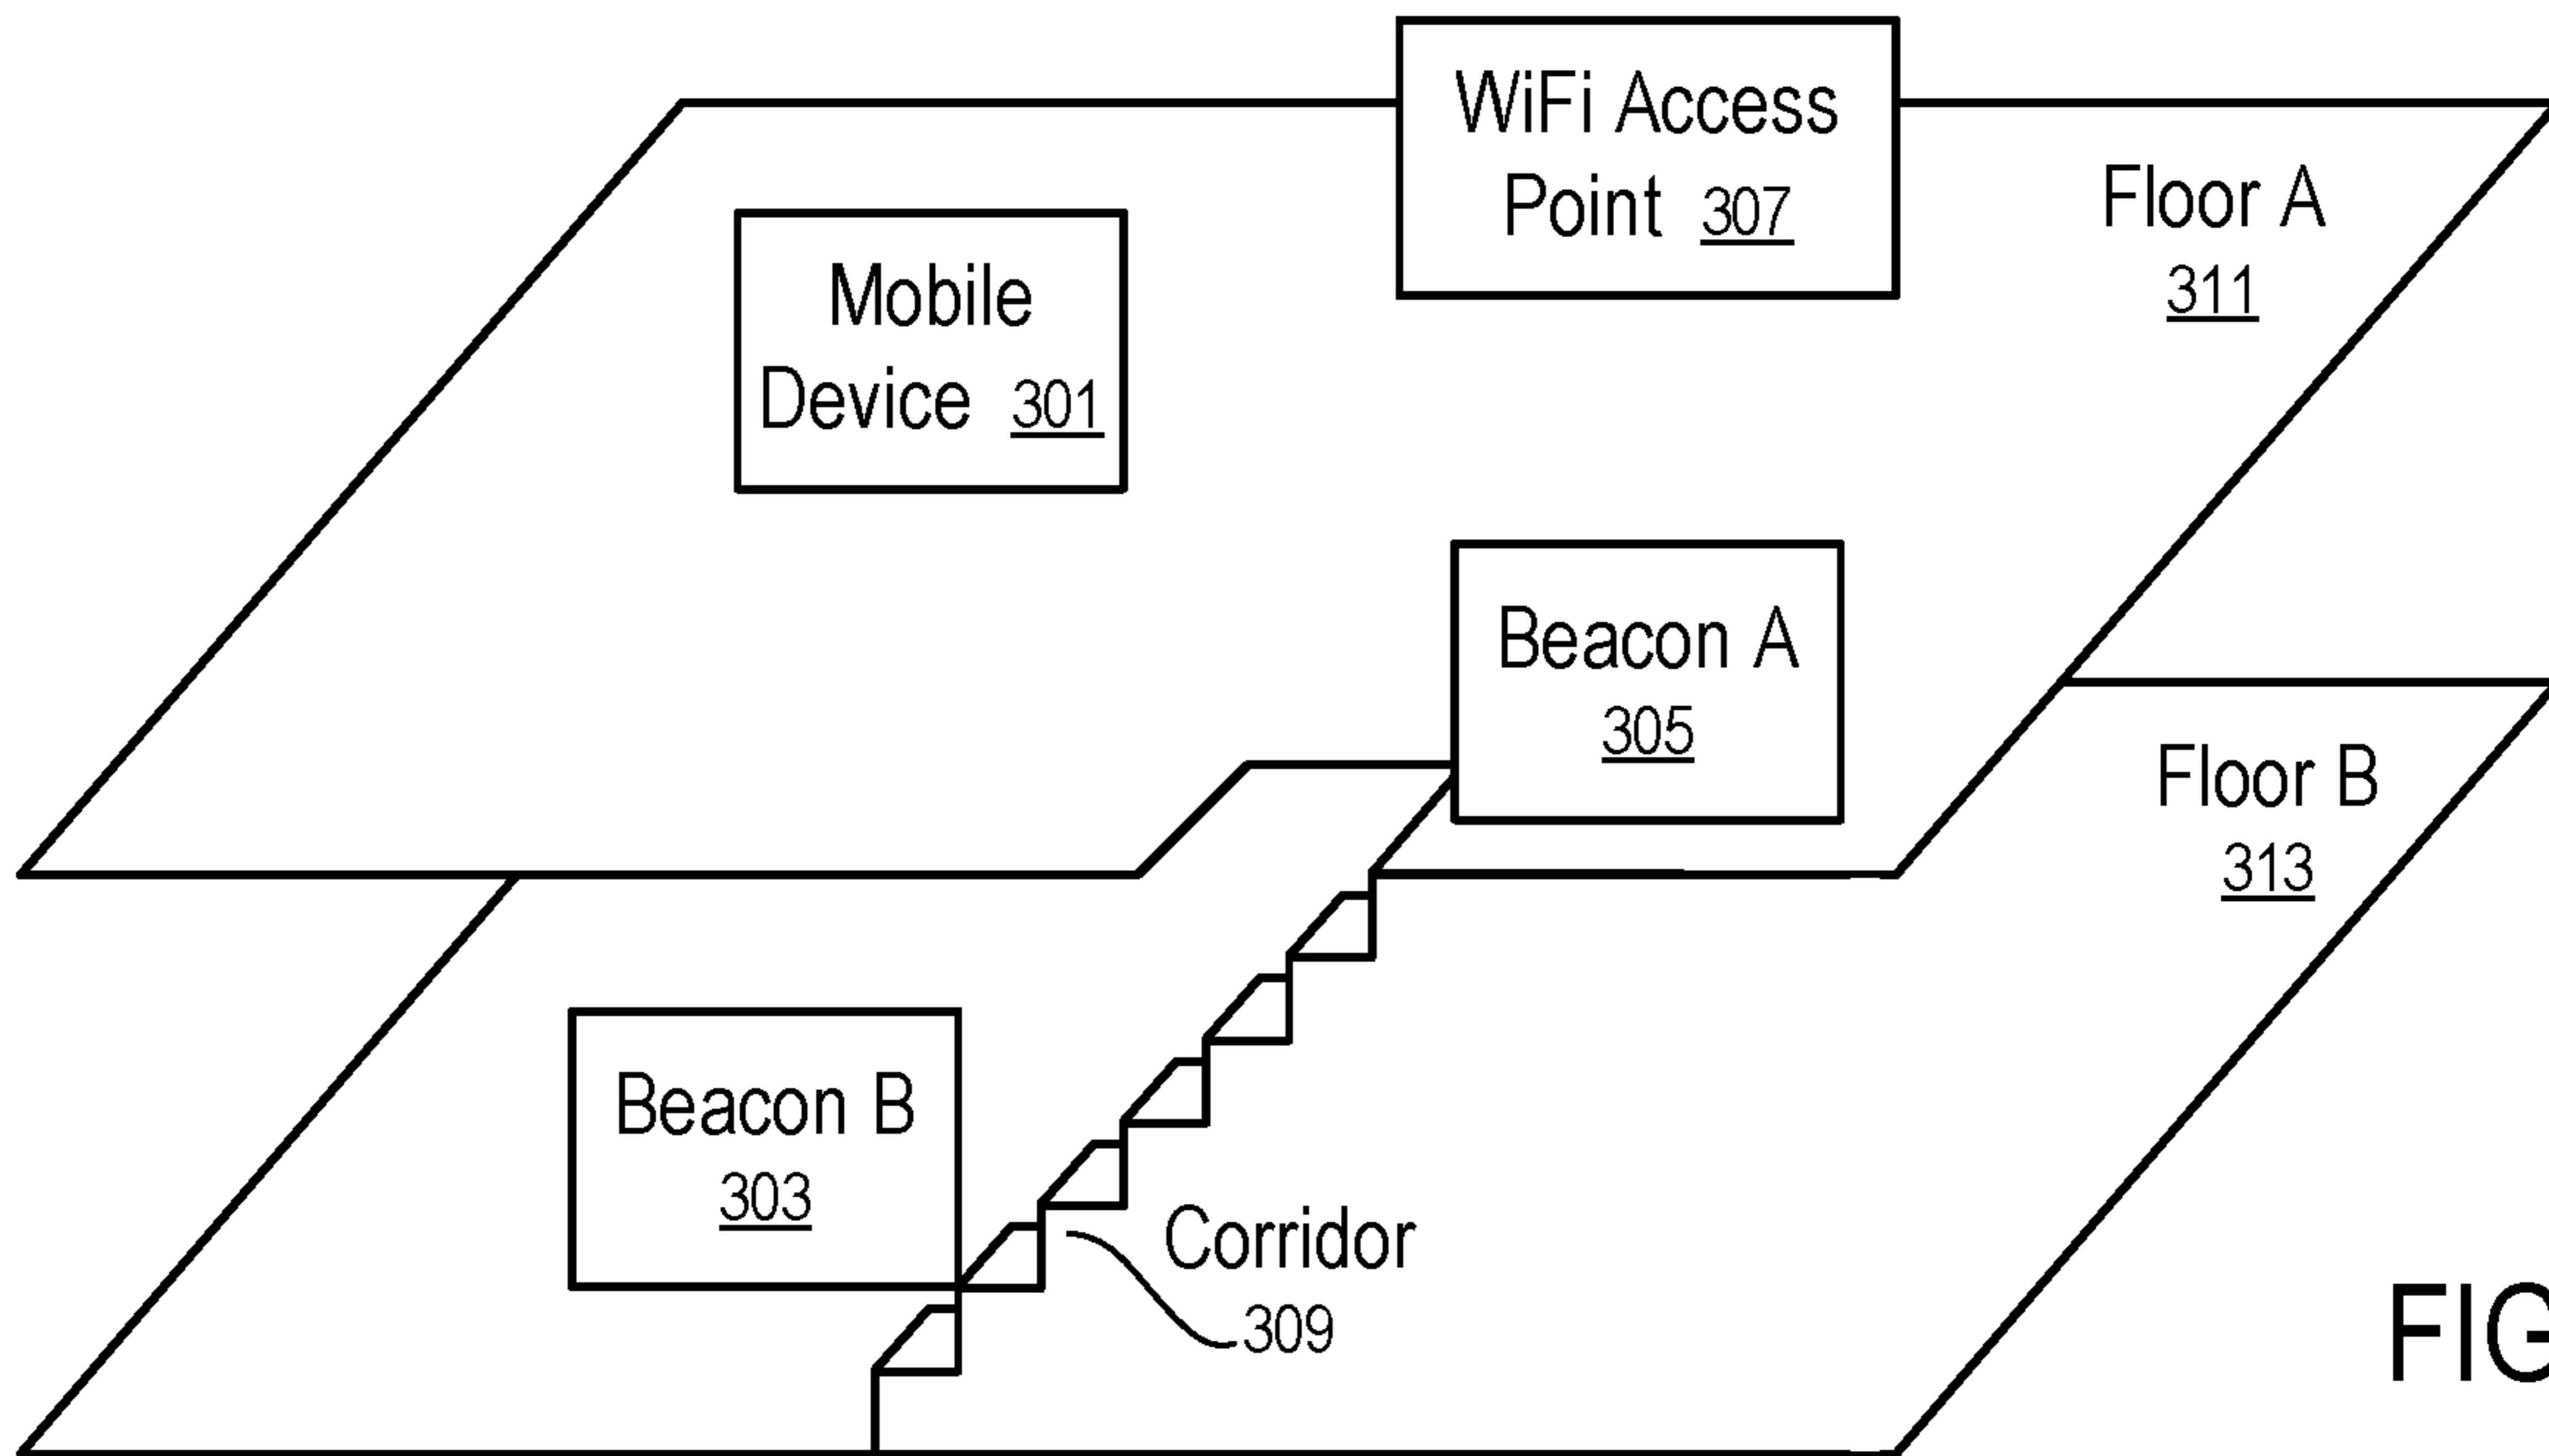 WiFi Access
Point 307
Floor A
311
Mobile
Device 301
Beacon A
305
Floor B
313
Beacon B
303
Corridor
309
FIG